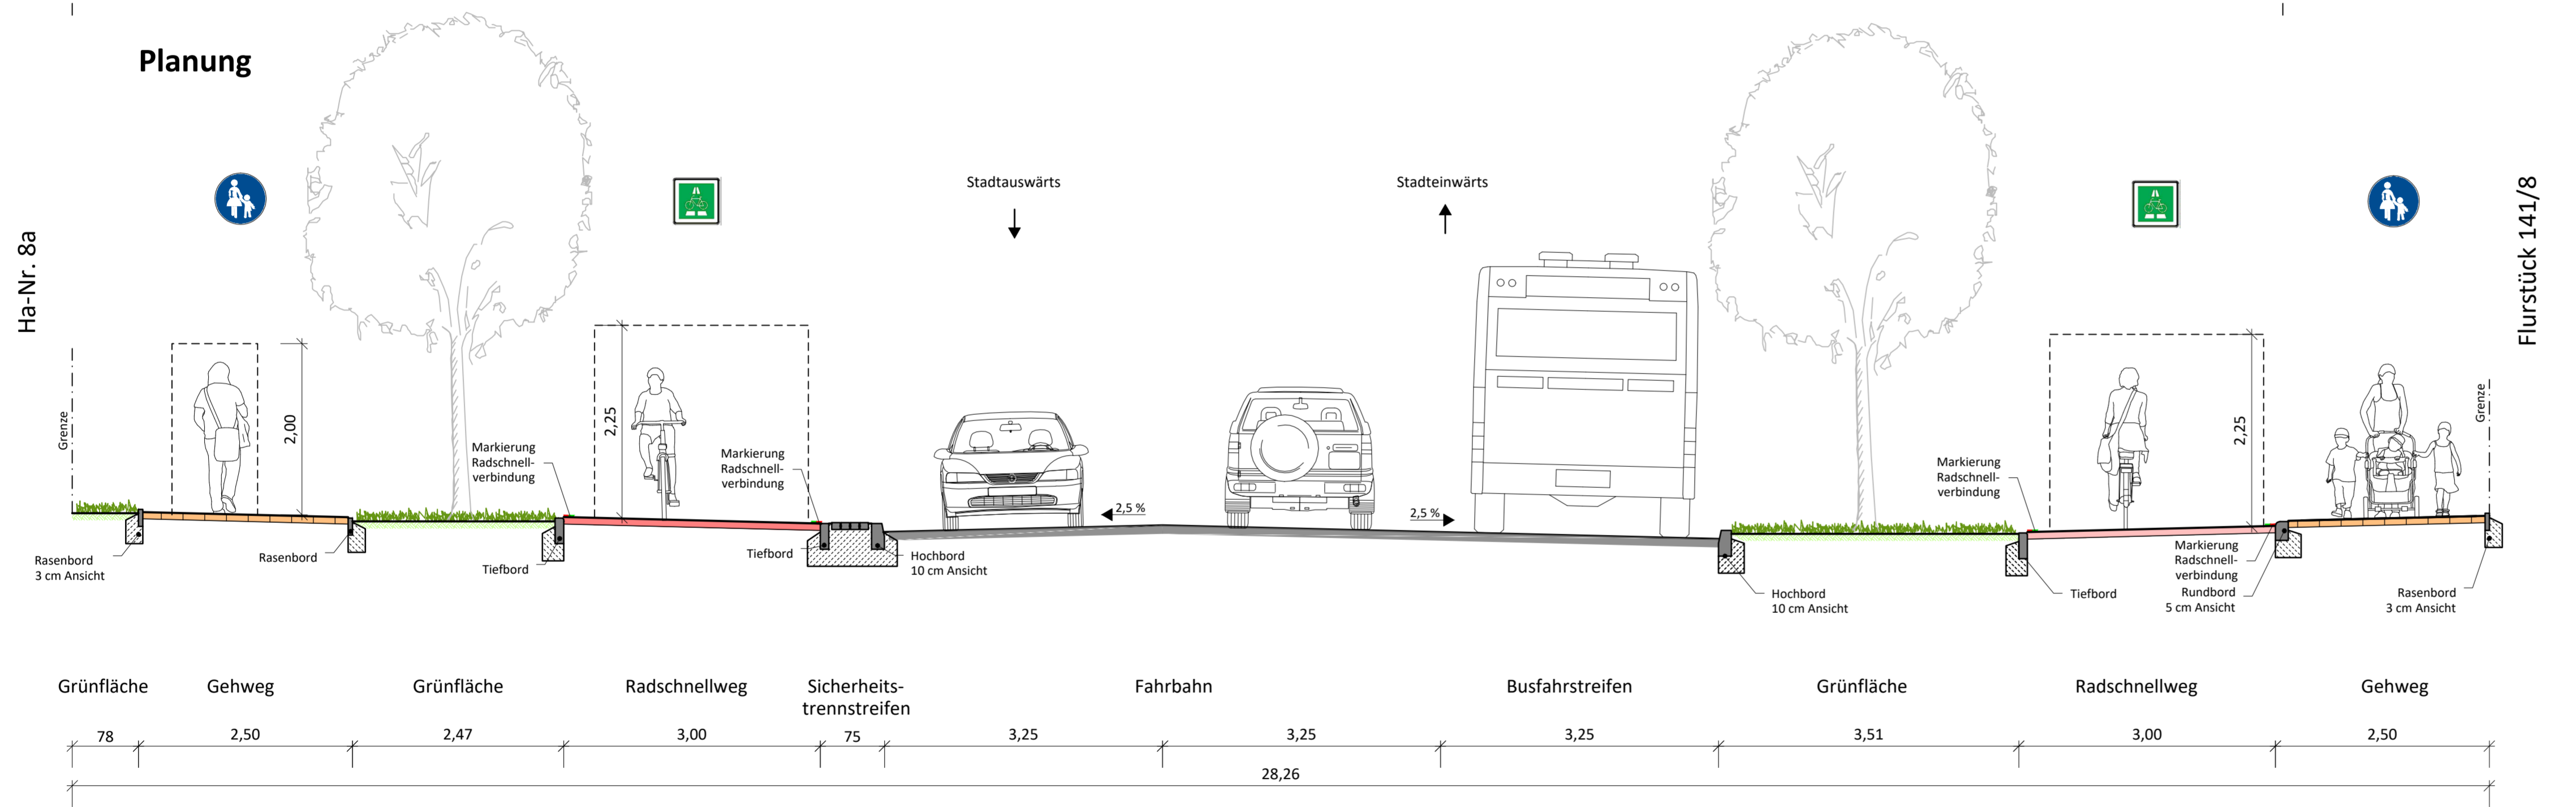 Planung
Ha-Nr. 8a
Flurstück 141/8
Stadtauswärts
Stadteinwärts
Grenze
2,00
Markierung
Radschnell-
verbindung
2,25
Markierung
Radschnell-
verbindung
2,5 %
2,5 %
Markierung
Radschnell-
verbindung
2,25
Grenze
Rasenbord
3 cm Ansicht
Rasenbord
Tiefbord
Tiefbord
Hochbord
10 cm Ansicht
Hochbord
10 cm Ansicht
Tiefbord
Markierung
Radschnell-
verbindung
Rundbord
5 cm Ansicht
Rasenbord
3 cm Ansicht
Grünfläche
Gehweg
Grünfläche
Radschnellweg
Sicherheits-
trennstreifen
Fahrbahn
Busfahrstreifen
Grünfläche
Radschnellweg
Gehweg
78
2,50
2,47
3,00
75
3,25
3,25
3,25
3,51
3,00
2,50
28,26